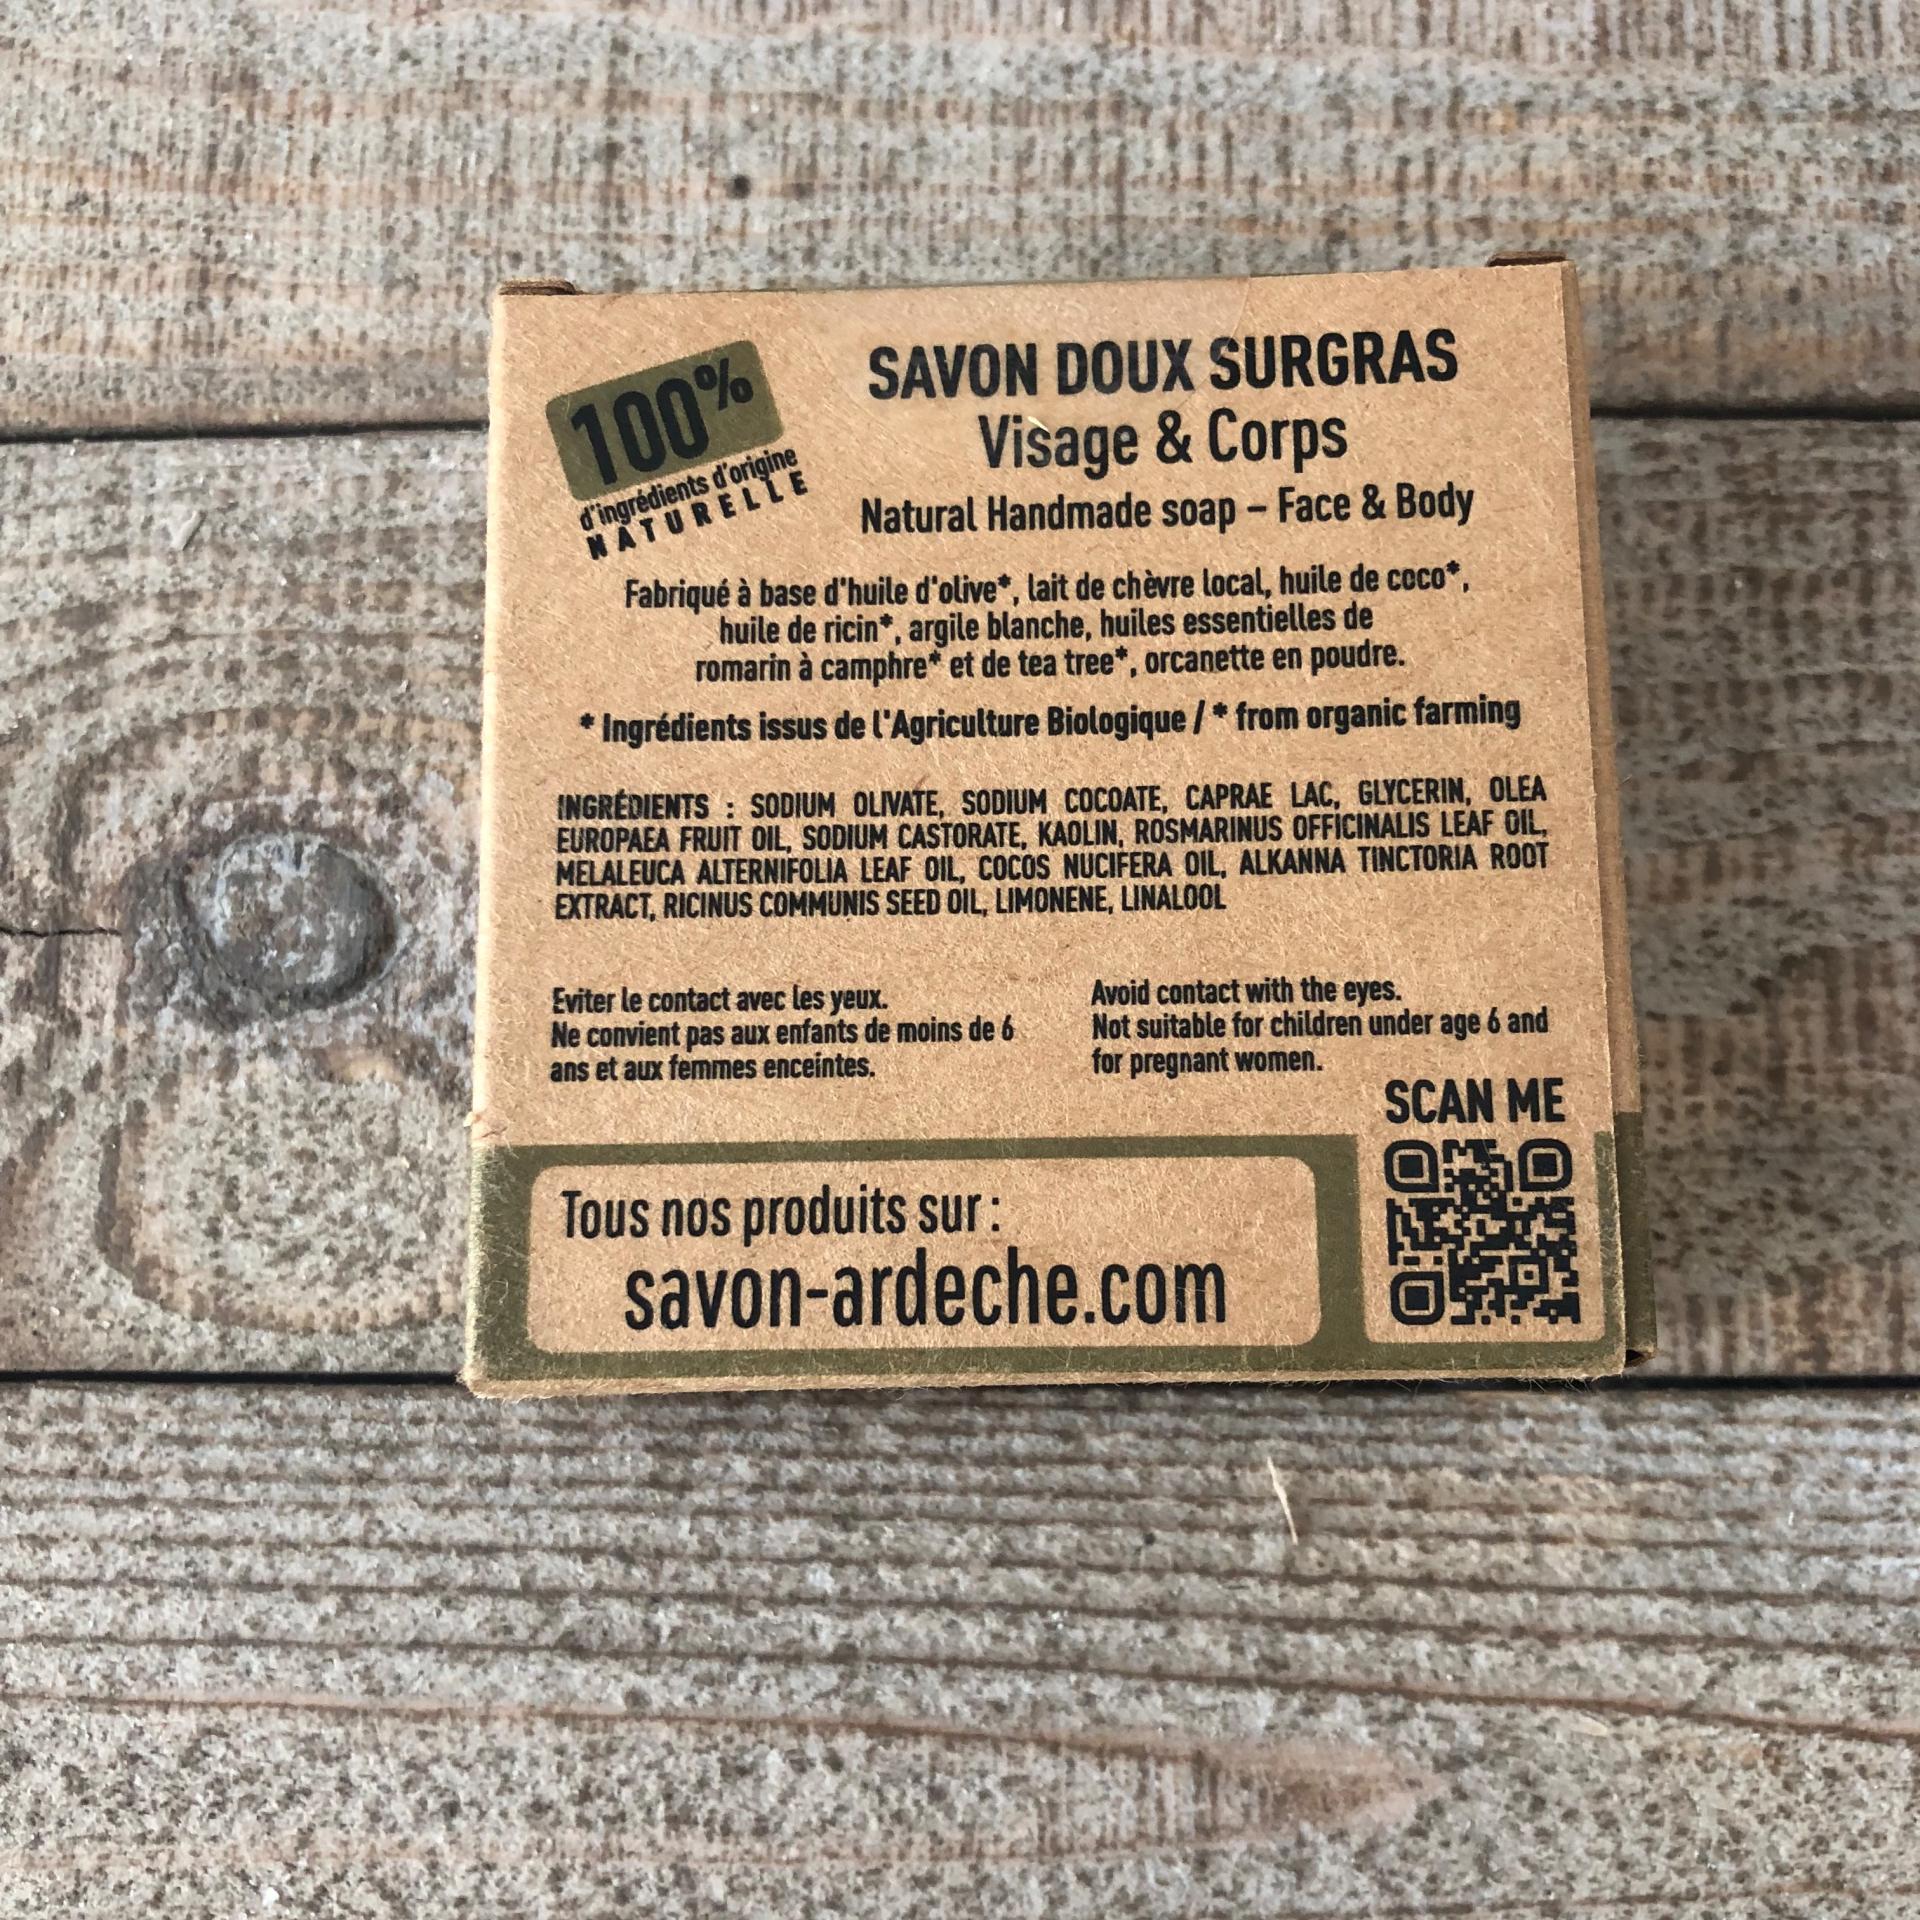 100%
d'ingrédients d'origine
NATURELLE
SAVON DOUX SURGRAS
Visage & Corps
Natural Handmade soap – Face & Body
Fabriqué à base d'huile d'olive*, lait de chèvre local, huile de coco*,
huile de ricin*, argile blanche, huiles essentielles de
romarin à camphre* et de tea tree*, orcanette en poudre.
* Ingrédients issus de l'Agriculture Biologique / * from organic farming
INGRÉDIENTS : SODIUM OLIVATE, SODIUM COCOATE, CAPRAE LAC, GLYCERIN, OLEA
EUROPAEA FRUIT OIL, SODIUM CASTORATE, KAOLIN, ROSMARINUS OFFICINALIS LEAF OIL,
MELALEUCA ALTERNIFOLIA LEAF OIL, COCOS NUCIFERA OIL, ALKANNA TINCTORIA ROOT
EXTRACT, RICINUS COMMUNIS SEED OIL, LIMONENE, LINALOOL
Eviter le contact avec les yeux.
Ne convient pas aux enfants de moins de 6
ans et aux femmes enceintes.
Avoid contact with the eyes.
Not suitable for children under age 6 and
for pregnant women.
SCAN ME
Tous nos produits sur :
savon-ardeche.com